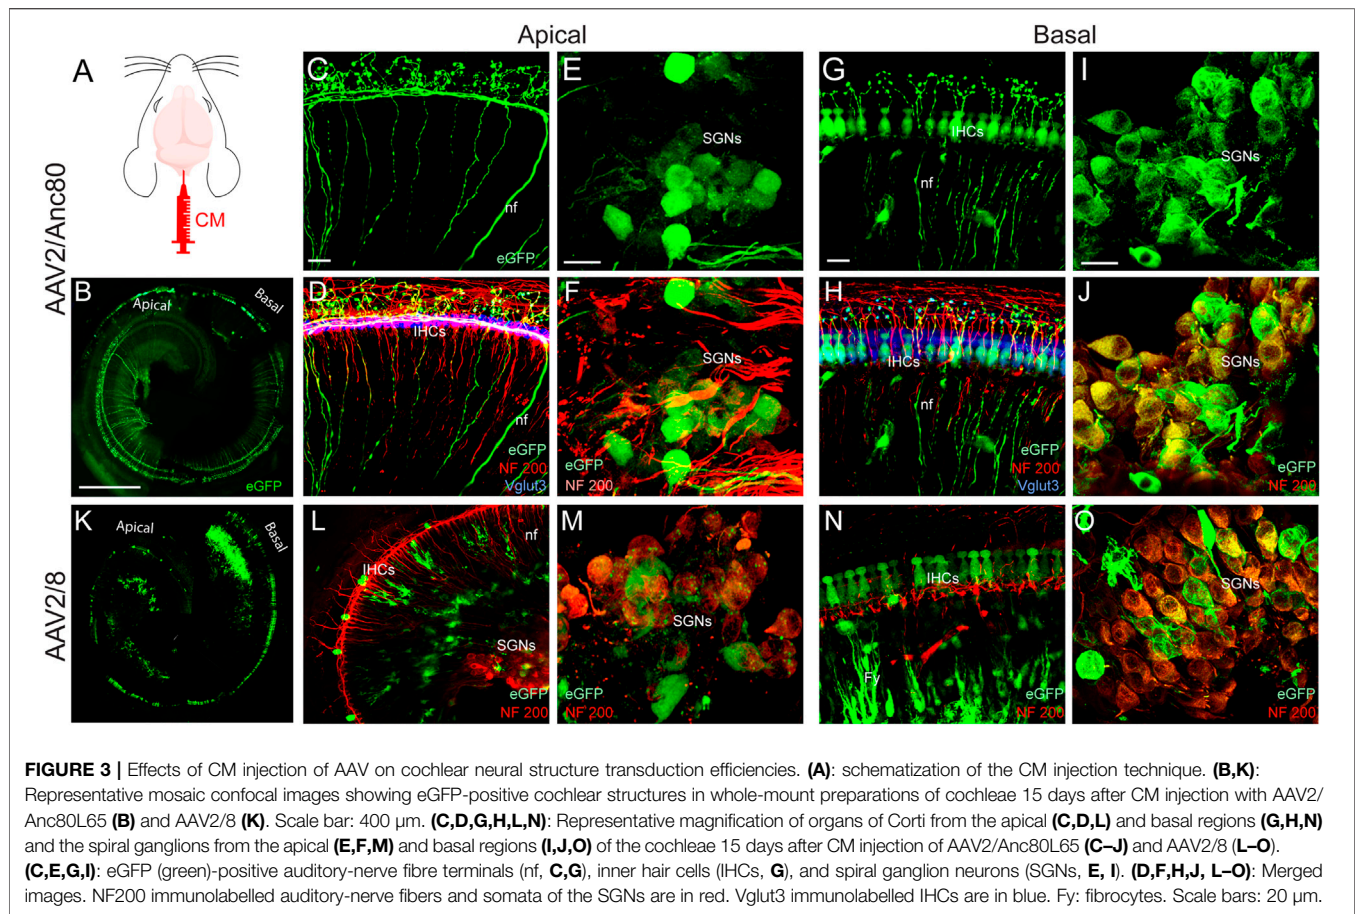 Apical
Basal
AAV2/Anc80
A
CM
C
nf
eGFP
E
SGNs
G
IHCs
nf
I
SGNs
B
Apical
Basal
eGFP
D
IHCs
nf
eGFP
NF 200
Vglut3
F
SGNs
eGFP
NF 200
H
IHCs
nf
eGFP
NF 200
Vglut3
J
SGNs
eGFP
NF 200
AAV2/8
K
Apical
Basal
L
nf
IHCs
SGNs
eGFP
NF 200
M
SGNs
eGFP
NF 200
N
IHCs
Fy
eGFP
NF 200
O
SGNs
eGFP
NF 200
FIGURE 3 | Effects of CM injection of AAV on cochlear neural structure transduction efficiencies. (A): schematization of the CM injection technique. (B,K):
Representative mosaic confocal images showing eGFP-positive cochlear structures in whole-mount preparations of cochleae 15 days after CM injection with AAV2/
Anc80L65 (B) and AAV2/8 (K). Scale bar: 400 µm. (C,D,G,H,L,N): Representative magnification of organs of Corti from the apical (C,D,L) and basal regions (G,H,N)
and the spiral ganglions from the apical (E,F,M) and basal regions (I,J,O) of the cochleae 15 days after CM injection of AAV2/Anc80L65 (C–J) and AAV2/8 (L–O).
(C,E,G,I): eGFP (green)-positive auditory-nerve fibre terminals (nf, C,G), inner hair cells (IHCs, G), and spiral ganglion neurons (SGNs, E, I). (D,F,H,J, L–O): Merged
images. NF200 immunolabelled auditory-nerve fibers and somata of the SGNs are in red. Vglut3 immunolabelled IHCs are in blue. Fy: fibrocytes. Scale bars: 20 µm.